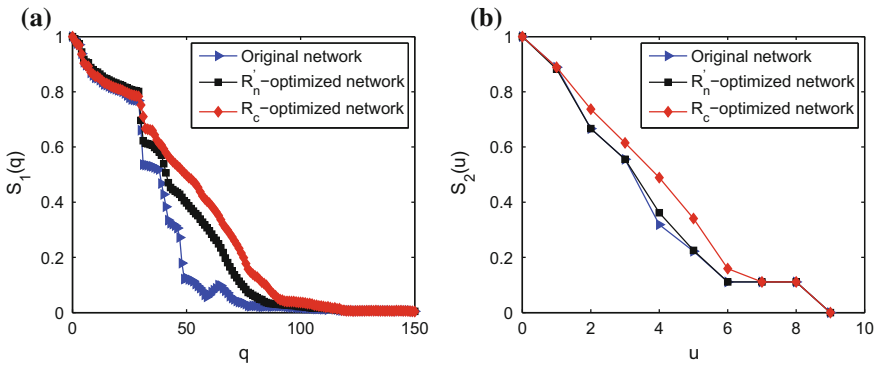 (a)
1
0.8
0.6
0.4
0.2
0
0
50
100
150
S₁(q)
q
Original network
R'ₙ−optimized network
R_c−optimized network
(b)
1
0.8
0.6
0.4
0.2
0
0
2
4
6
8
10
S₂(u)
u
Original network
R'ₙ−optimized network
R_c−optimized network